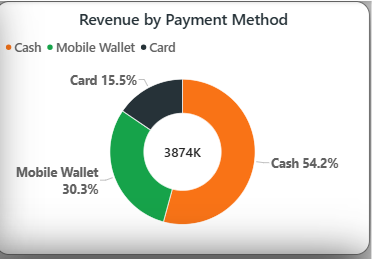 Revenue by Payment Method
Cash Mobile Wallet Card
Card 15.5%
3874K
Cash 54.2%
Mobile Wallet
30.3%